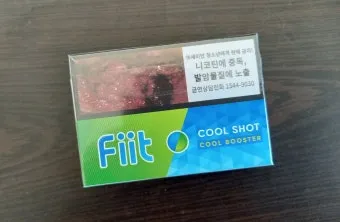 니코틴에 중독,
발암물질에 노출
금연상담전화 1544-9030
Fiit
COOL SHOT
COOL BOOSTER